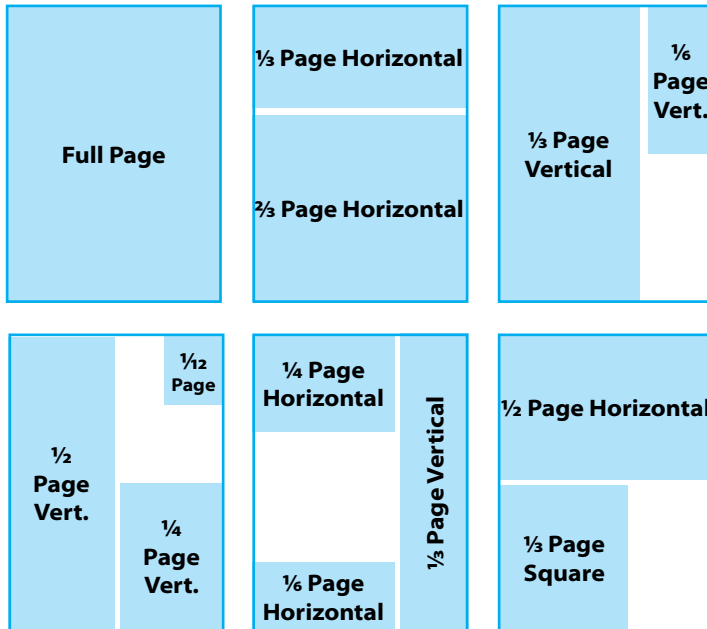 Full Page
⅓ Page Horizontal
⅔ Page Horizontal
⅓ Page
Vertical
⅙
Page
Vert.
½
Page
Vert.
1/12
Page
¼
Page
Vert.
¼ Page
Horizontal
⅙ Page
Horizontal
⅓ Page Vertical
½ Page Horizontal
⅓ Page
Square